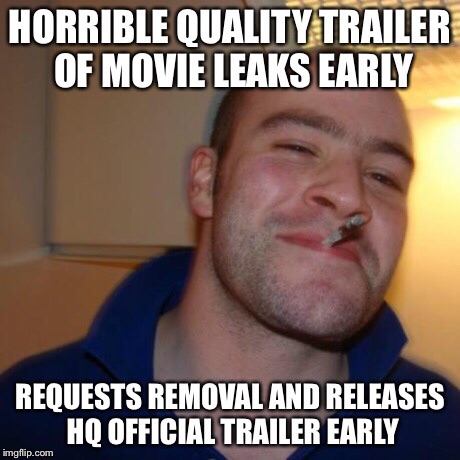 HORRIBLE QUALITY TRAILER
OF MOVIE LEAKS EARLY
REQUESTS REMOVAL AND RELEASES
HQ OFFICIAL TRAILER EARLY
imgflip.com